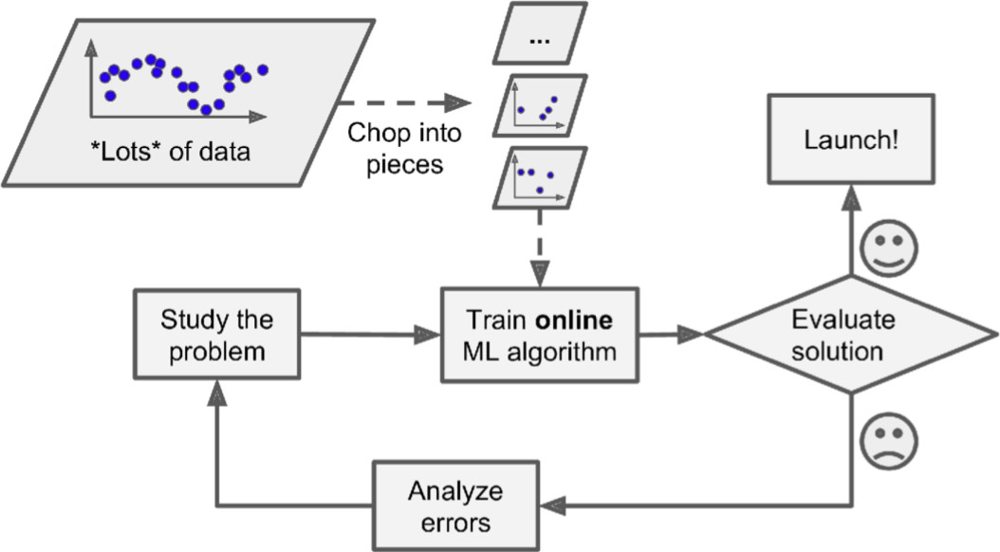 *Lots* of data
Chop into
pieces
...
Launch!
Study the
problem
Train online
ML algorithm
Evaluate
solution
Analyze
errors